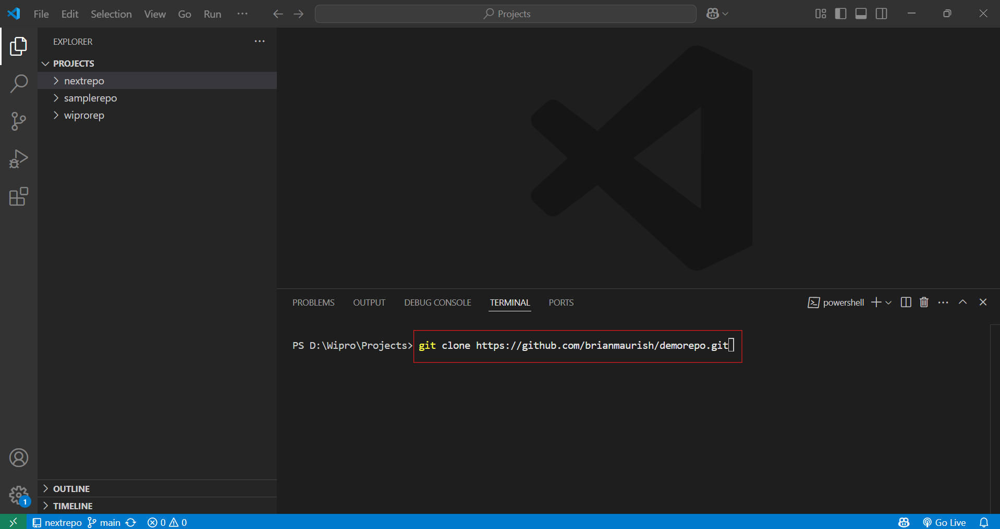 File Edit Selection View Go Run ··· Projects
EXPLORER ···
PROJECTS
nextrepo
samplerepo
wiprorep
PROBLEMS OUTPUT DEBUG CONSOLE TERMINAL PORTS powershell ···
PS D:\Wipro\Projects> git clone https://github.com/brianmaurish/demorepo.git
OUTLINE
1
TIMELINE
nextrepo main 0 0 Go Live